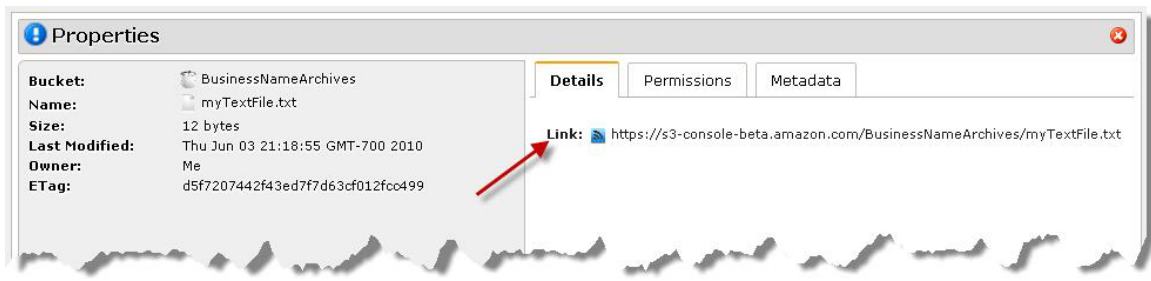 Properties
Bucket: BusinessNameArchives
Name: myTextFile.txt
Size: 12 bytes
Last Modified: Thu Jun 03 21:18:55 GMT-700 2010
Owner: Me
ETag: d5f7207442f43ed7f7d63cf012fcc499
Details Permissions Metadata
Link: https://s3-console-beta.amazon.com/BusinessNameArchives/myTextFile.txt